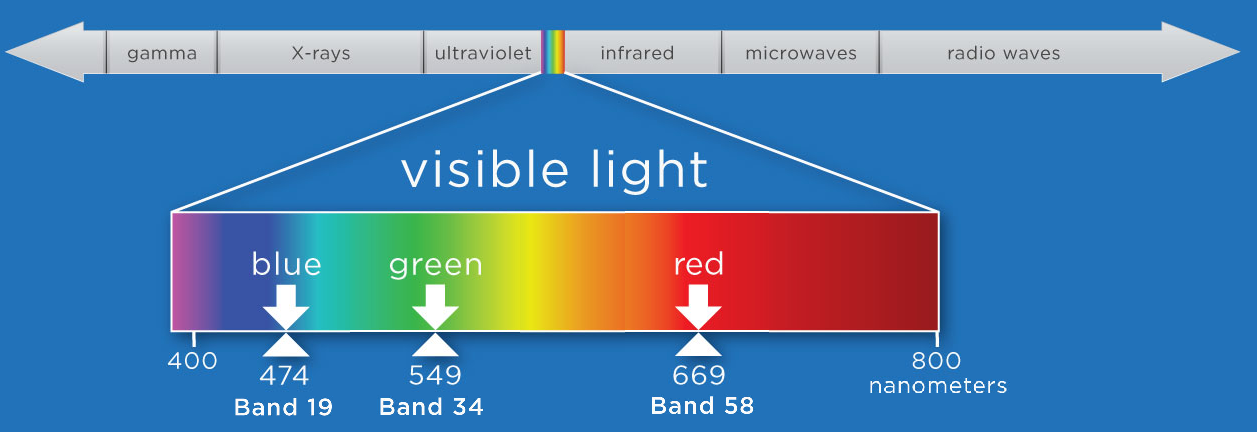 gamma X-rays ultraviolet infrared microwaves radio waves
visible light
blue green red
400 800
nanometers
474 549 669
Band 19 Band 34 Band 58